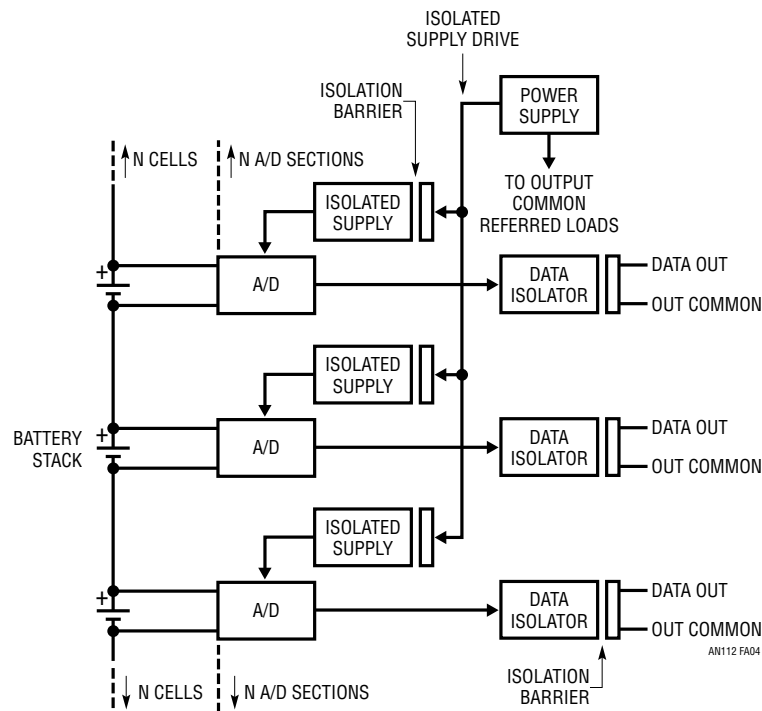 ISOLATED
SUPPLY DRIVE
ISOLATION
BARRIER
POWER
SUPPLY
N CELLS
N A/D SECTIONS
TO OUTPUT
COMMON
REFERRED LOADS
ISOLATED
SUPPLY
+
A/D
DATA
ISOLATOR
DATA OUT
OUT COMMON
ISOLATED
SUPPLY
BATTERY
STACK
+
A/D
DATA
ISOLATOR
DATA OUT
OUT COMMON
ISOLATED
SUPPLY
+
A/D
DATA
ISOLATOR
DATA OUT
OUT COMMON
AN112 FA04
N CELLS
N A/D SECTIONS
ISOLATION
BARRIER